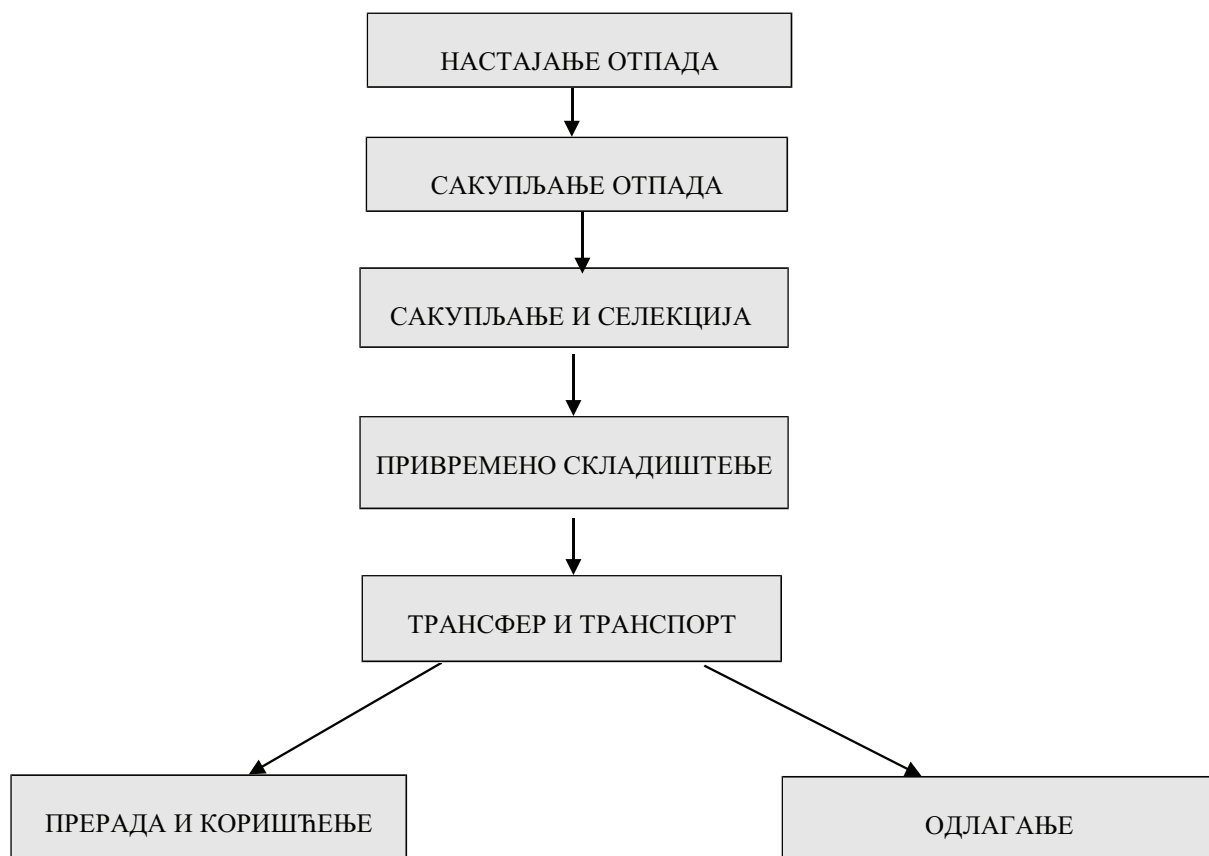 НАСТАЈАЊЕ ОТПАДА
САКУПЉАЊЕ ОТПАДА
САКУПЉАЊЕ И СЕЛЕКЦИЈА
ПРИВРЕМЕНО СКЛАДИШТЕЊЕ
ТРАНСФЕР И ТРАНСПОРТ
ПРЕРАДА И КОРИШЋЕЊЕ
ОДЛАГАЊЕ